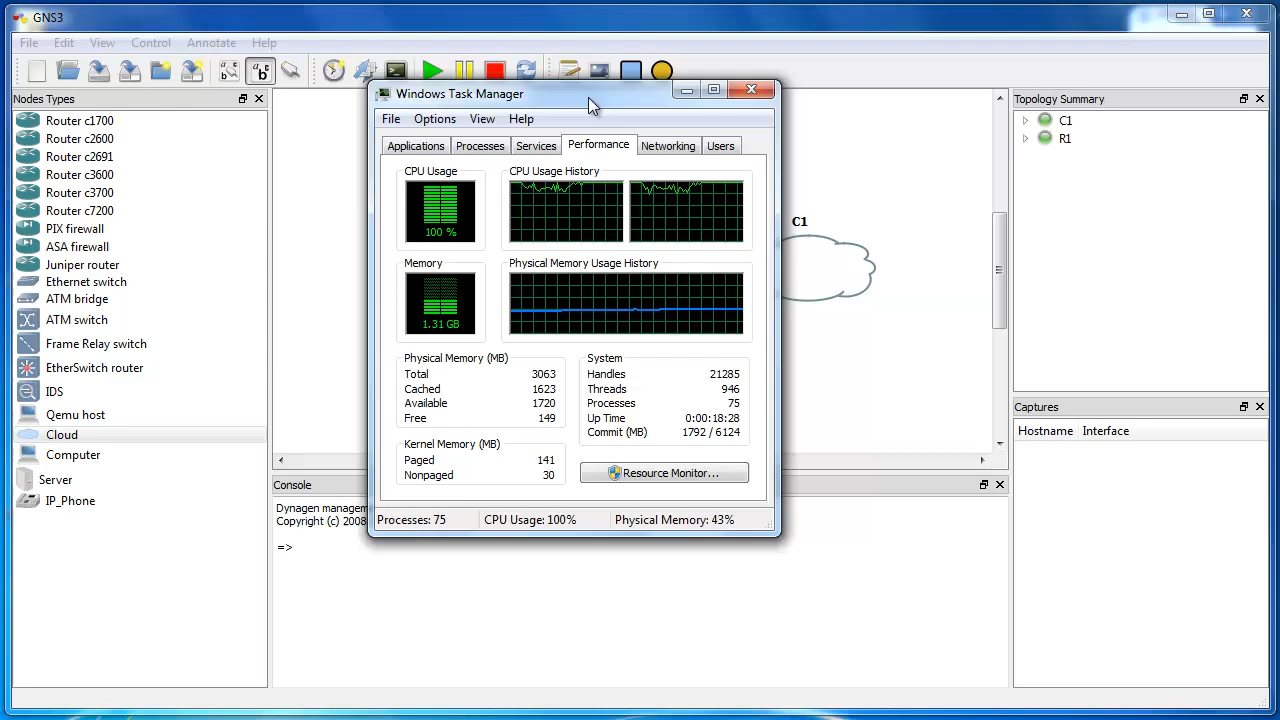 GNS3
File Edit View Control Annotate Help
Nodes Types
Router c1700
Router c2600
Router c2691
Router c3600
Router c3700
Router c7200
PIX firewall
ASA firewall
Juniper router
Ethernet switch
ATM bridge
ATM switch
Frame Relay switch
EtherSwitch router
IDS
Qemu host
Cloud
Computer
Server
IP_Phone
Windows Task Manager
File Options View Help
Applications Processes Services Performance Networking Users
CPU Usage
100 %
CPU Usage History
Memory
1.31 GB
Physical Memory Usage History
Physical Memory (MB)
Total 3063
Cached 1623
Available 1720
Free 149
Kernel Memory (MB)
Paged 141
Nonpaged 30
System
Handles 21285
Threads 946
Processes 75
Up Time 0:00:18:28
Commit (MB) 1792 / 6124
Resource Monitor...
Processes: 75 CPU Usage: 100% Physical Memory: 43%
C1
Console
Dynagen managem
Copyright (c) 2008
=>
Topology Summary
C1
R1
Captures
Hostname Interface